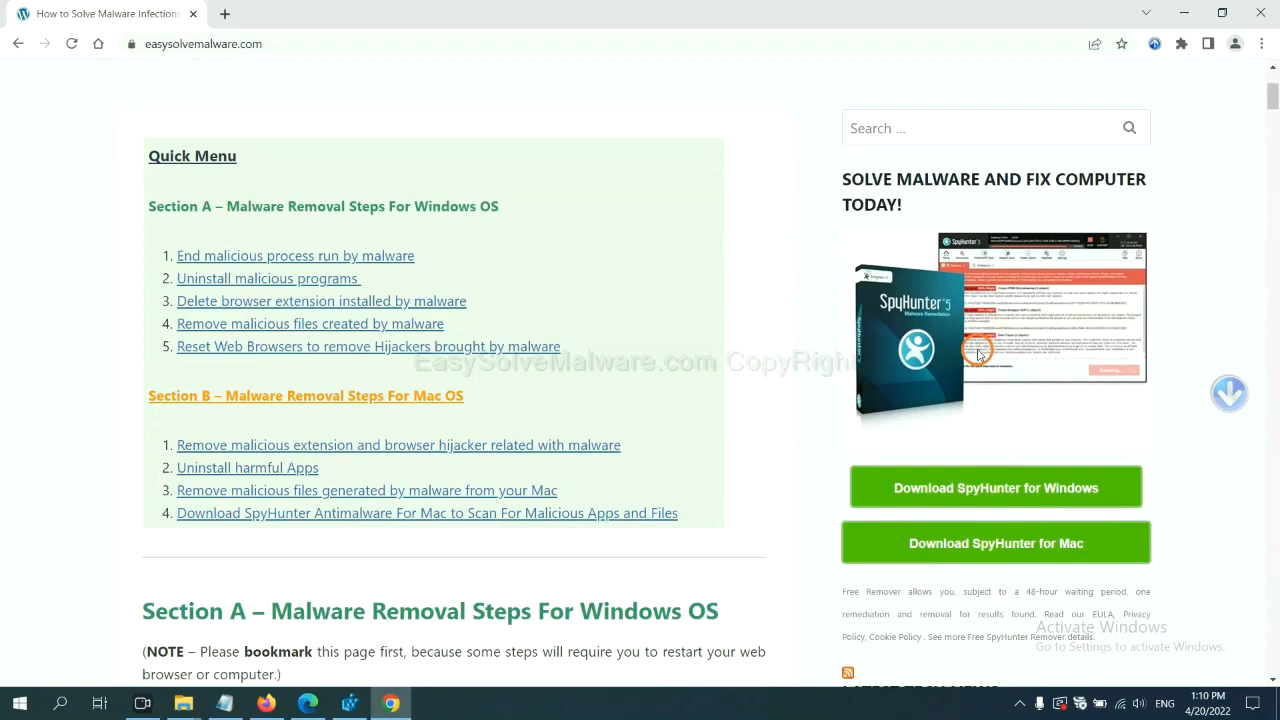 How to Solve Malware Infections
easysolvemalware.com
Quick Menu
Section A – Malware Removal Steps For Windows OS
1. End malicious process run by malware
2. Uninstall malicious programs
3. Delete browser extension installed by malware
4. Remove malicious files created by malware
5. Reset Web Browser to Remove Hijackers brought by malware
Section B – Malware Removal Steps For Mac OS
1. Remove malicious extension and browser hijacker related with malware
2. Uninstall harmful Apps
3. Remove malicious files generated by malware from your Mac
4. Download SpyHunter Antimalware For Mac to Scan For Malicious Apps and Files
Section A – Malware Removal Steps For Windows OS
(NOTE – Please bookmark this page first, because some steps will require you to restart your web
browser or computer.)
Search ...
SOLVE MALWARE AND FIX COMPUTER
TODAY!
SpyHunter 5
SpyHunter 5
Malware Remediation
Download SpyHunter for Windows
Download SpyHunter for Mac
Free Remover allows you, subject to a 48-hour waiting period, one
remediation and removal for results found. Read our EULA, Privacy
Policy, Cookie Policy . See more Free SpyHunter Remover details.
Activate Windows
Go to Settings to activate Windows.
ENG
1:10 PM
4/20/2022